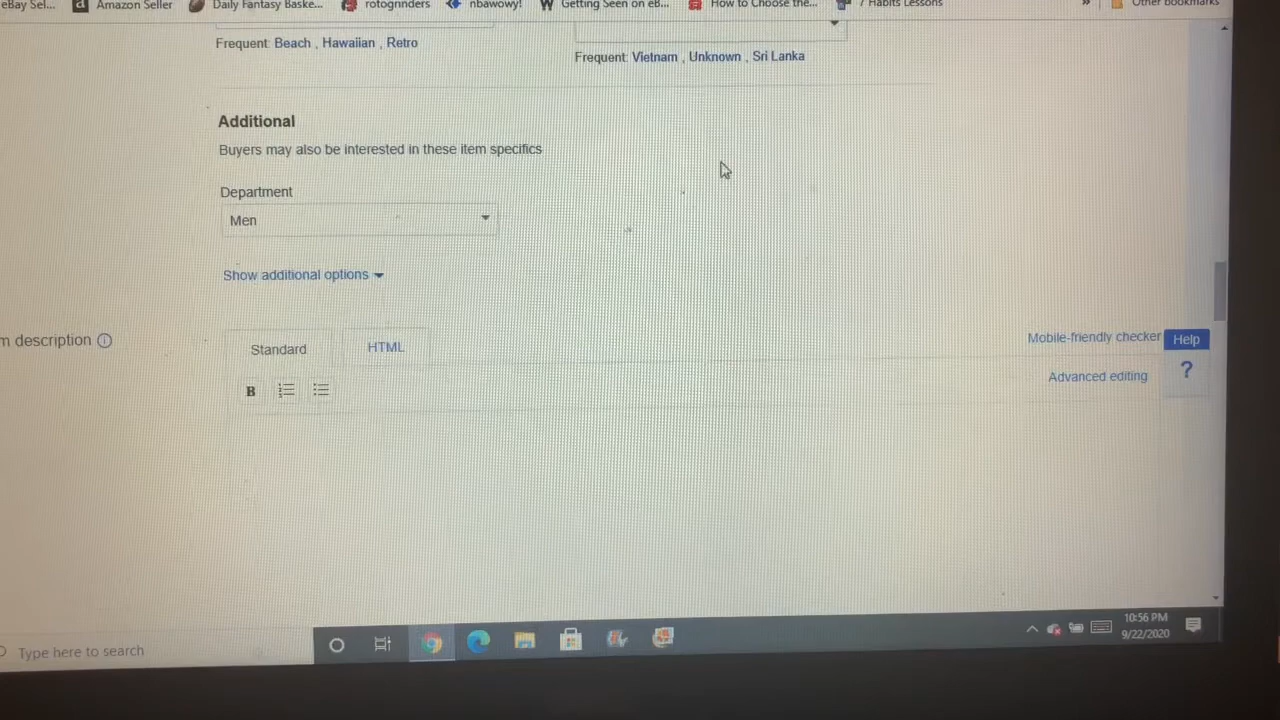 eBay Sel... Amazon Seller Daily Fantasy Baske... rotogrinders nbawowy! Getting Seen on eB... How to Choose the... 7 Habits Lessons » Other bookmarks
Frequent: Beach , Hawaiian , Retro
Frequent: Vietnam , Unknown , Sri Lanka
Additional
Buyers may also be interested in these item specifics
Department
Men
Show additional options
m description
Standard HTML
Mobile-friendly checker Help
B
Advanced editing ?
Type here to search
10:56 PM
9/22/2020